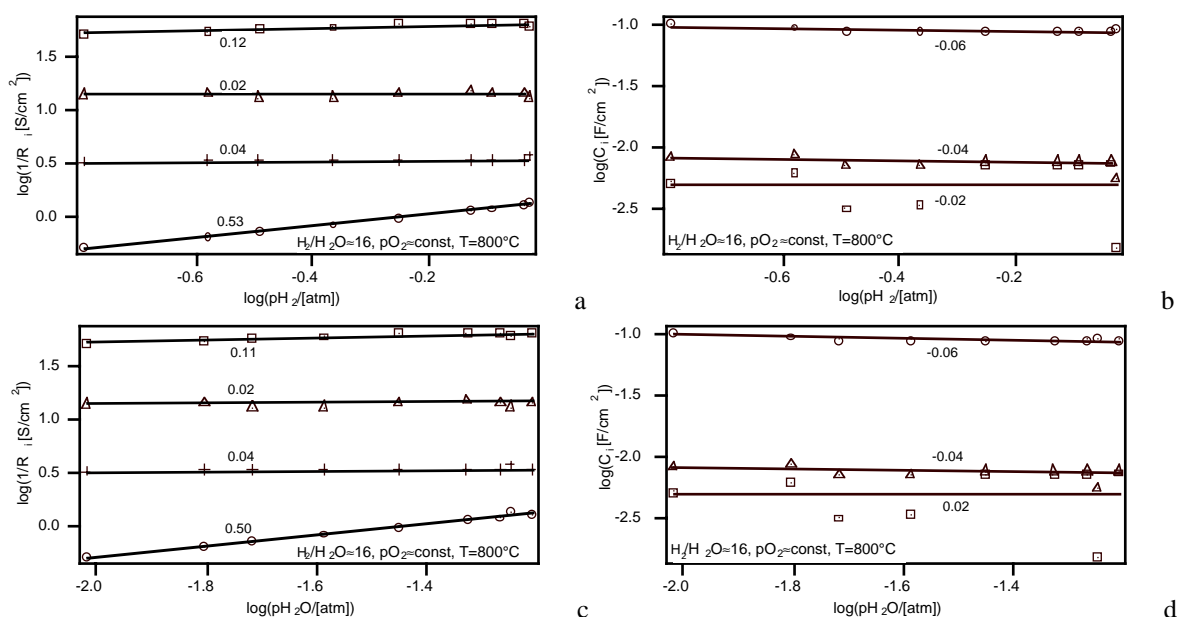 log(1/R i [S/cm 2])
1.5
1.0
0.5
0.0
0.12
0.02
0.04
0.53
H2/H 2O≈16, pO2≈const, T=800°C
-0.6
-0.4
-0.2
log(pH 2/[atm])
a
log(C i [F/cm 2])
-1.0
-1.5
-2.0
-2.5
-0.06
-0.04
-0.02
H2/H 2O≈16, pO2≈const, T=800°C
-0.6
-0.4
-0.2
log(pH 2/[atm])
b
log(1/R i [S/cm 2])
1.5
1.0
0.5
0.0
0.11
0.02
0.04
0.50
H2/H 2O≈16, pO2≈const, T=800°C
-2.0
-1.8
-1.6
-1.4
log(pH 2O/[atm])
c
log(C i [F/cm 2])
-1.0
-1.5
-2.0
-2.5
-0.06
-0.04
0.02
H2/H 2O≈16, pO2≈const, T=800°C
-2.0
-1.8
-1.6
-1.4
log(pH 2O/[atm])
d